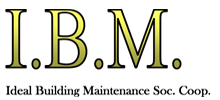 I.B.M.
Ideal Building Maintenance Soc. Coop.